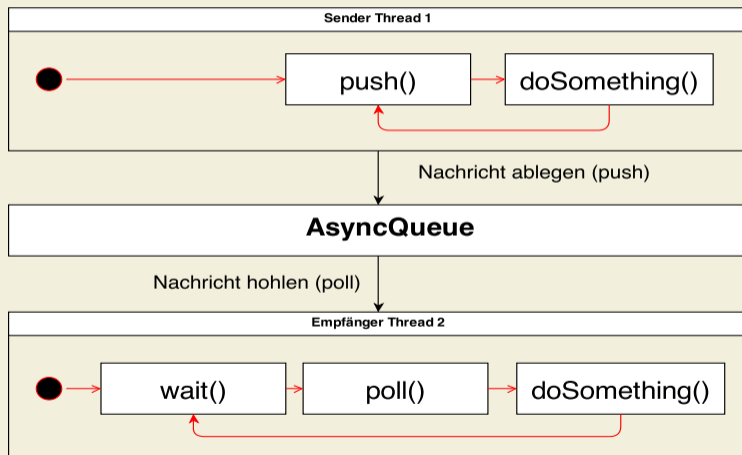 Sender Thread 1
push()
doSomething()
Nachricht ablegen (push)
AsyncQueue
Nachricht hohlen (poll)
Empfänger Thread 2
wait()
poll()
doSomething()